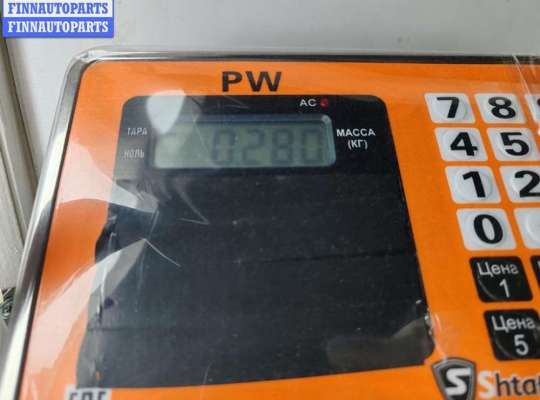 FINNAUTOPARTS
FINNAUTOPARTS
PW
AC
ТАРА
НОЛЬ
0280
МАССА
(КГ)
7 8
4 5
1 2
0
Цена
1
Цена
5
S Shta